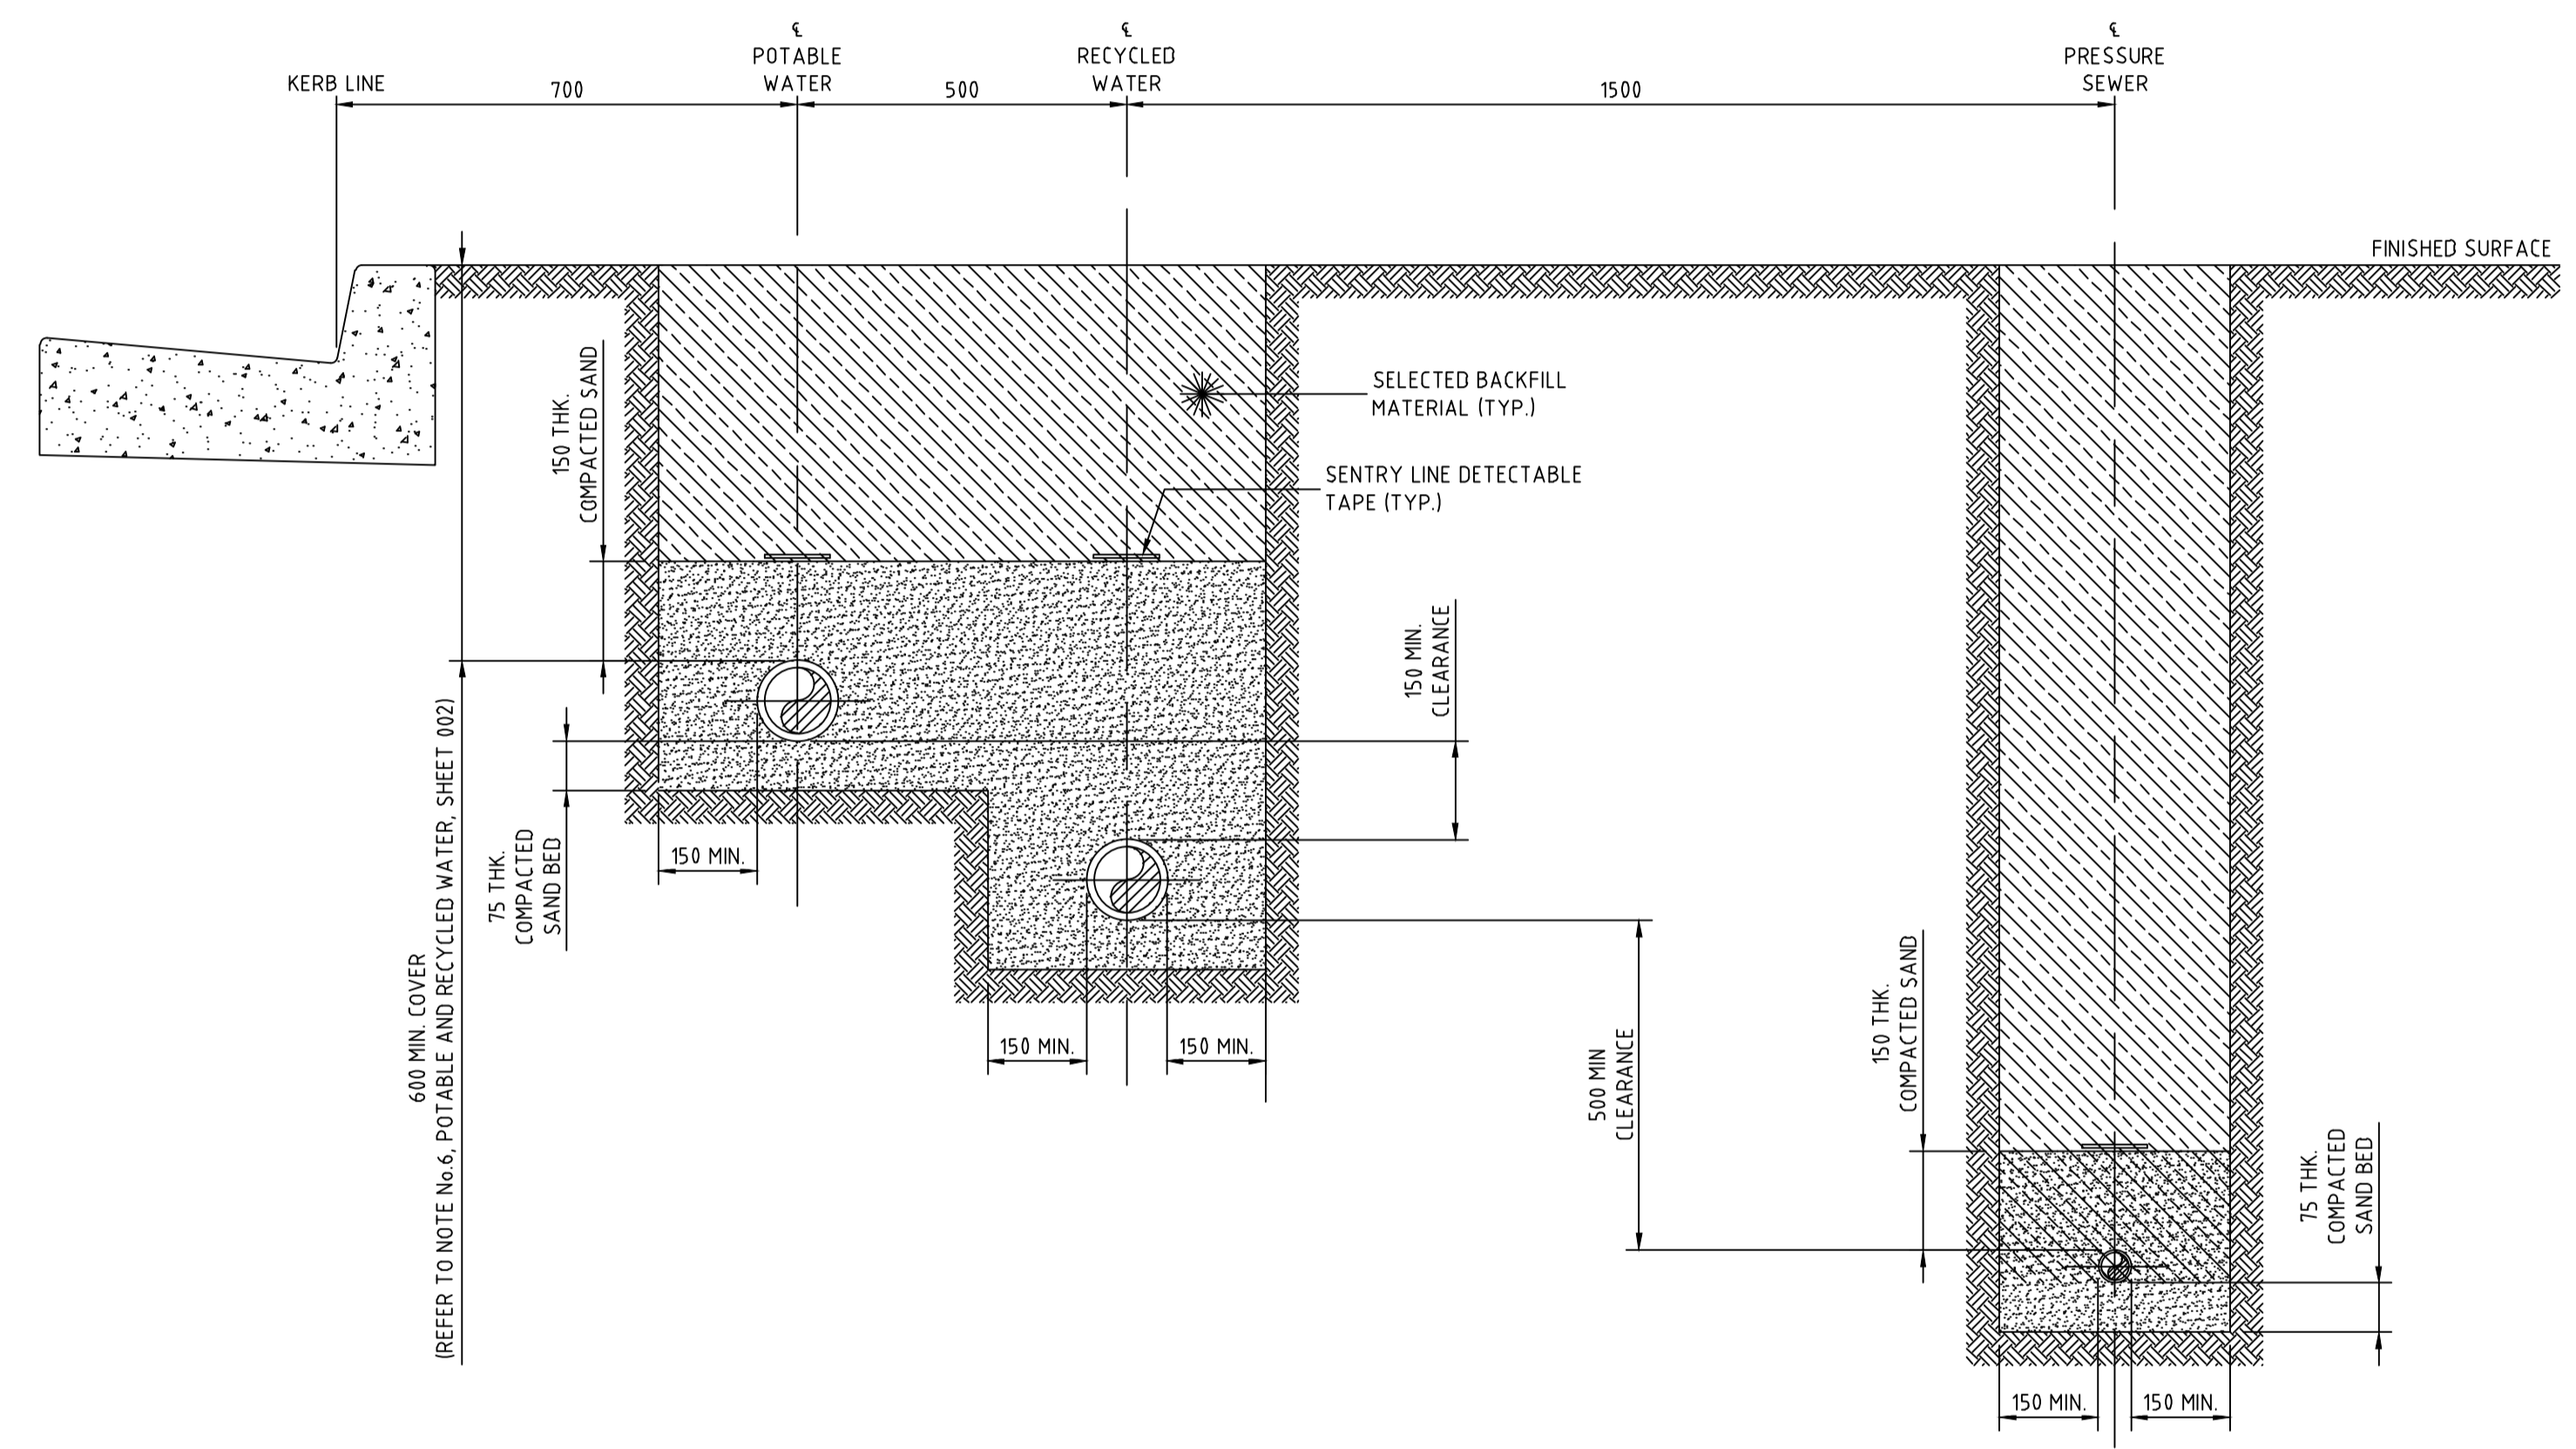 ℄
POTABLE
WATER
℄
RECYCLED
WATER
℄
PRESSURE
SEWER
KERB LINE
700
500
1500
FINISHED SURFACE
150 THK.
COMPACTED SAND
SELECTED BACKFILL
MATERIAL (TYP.)
SENTRY LINE DETECTABLE
TAPE (TYP.)
150 MIN.
CLEARANCE
600 MIN. COVER
(REFER TO NOTE No.6, POTABLE AND RECYCLED WATER, SHEET 002)
75 THK.
COMPACTED
SAND BED
150 MIN.
150 MIN.
150 MIN.
500 MIN
CLEARANCE
150 THK.
COMPACTED SAND
75 THK.
COMPACTED
SAND BED
150 MIN.
150 MIN.